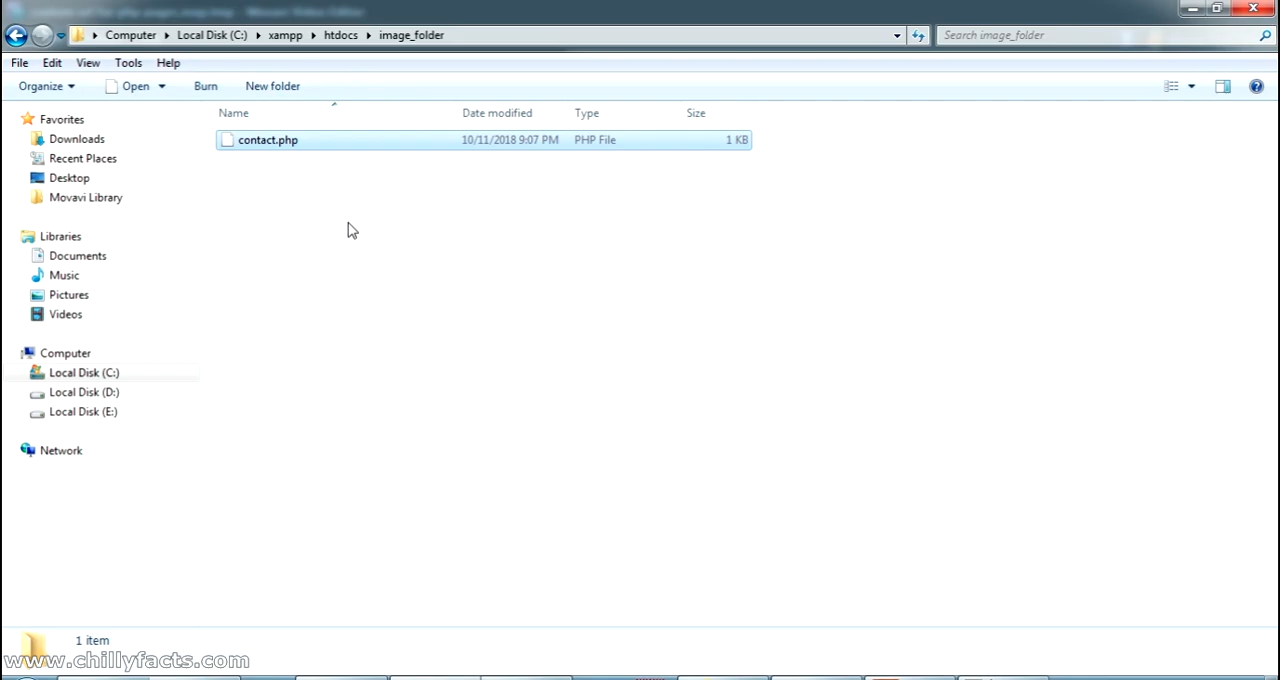 Computer Local Disk (C:) xampp htdocs image_folder
Search image_folder
File Edit View Tools Help
Organize Open Burn New folder
Name Date modified Type Size
contact.php 10/11/2018 9:07 PM PHP File 1 KB
Favorites
Downloads
Recent Places
Desktop
Movavi Library
Libraries
Documents
Music
Pictures
Videos
Computer
Local Disk (C:)
Local Disk (D:)
Local Disk (E:)
Network
1 item
www.chillyfacts.com